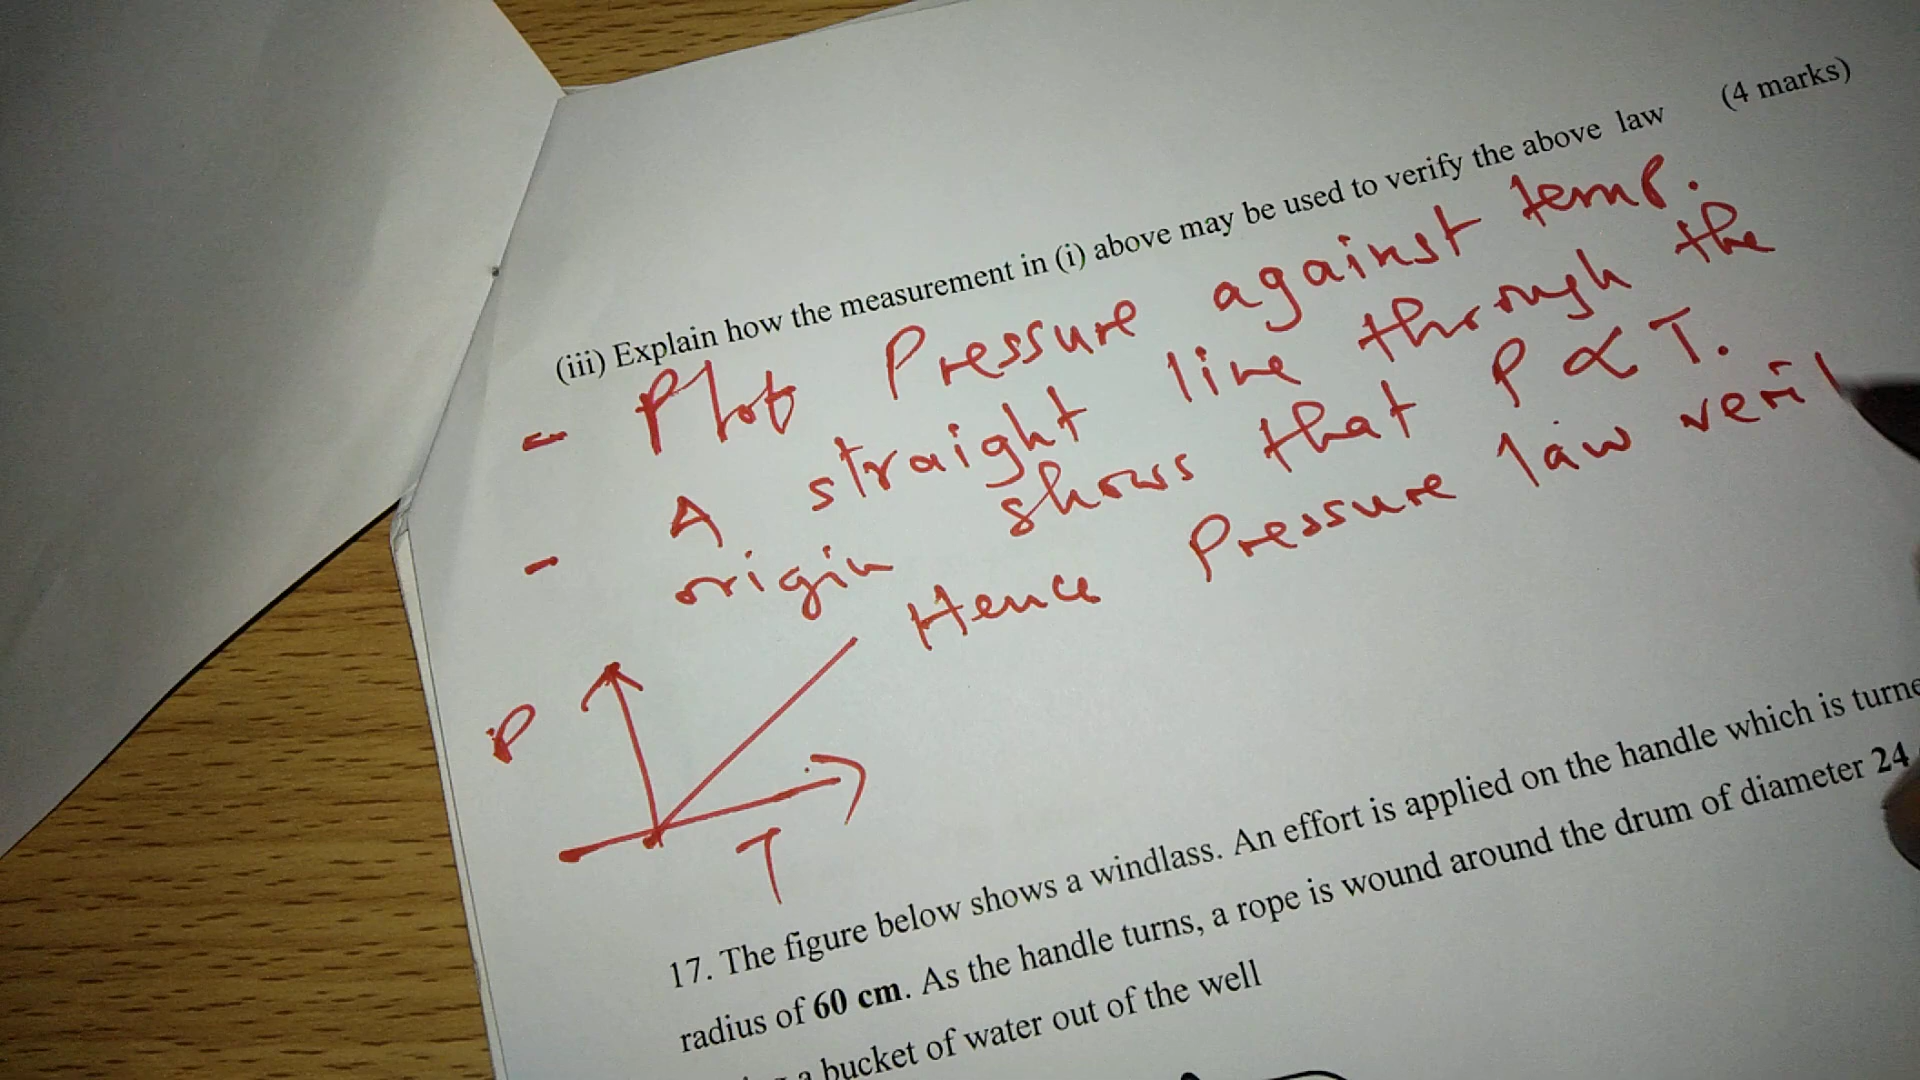 (iii) Explain how the measurement in (i) above may be used to verify the above law (4 marks)
- Plot Pressure against temp.
- A straight line through the
origin shows that P ∝ T.
Hence Pressure law veri
P
T
17. The figure below shows a windlass. An effort is applied on the handle which is turne
radius of 60 cm. As the handle turns, a rope is wound around the drum of diameter 24
a bucket of water out of the well